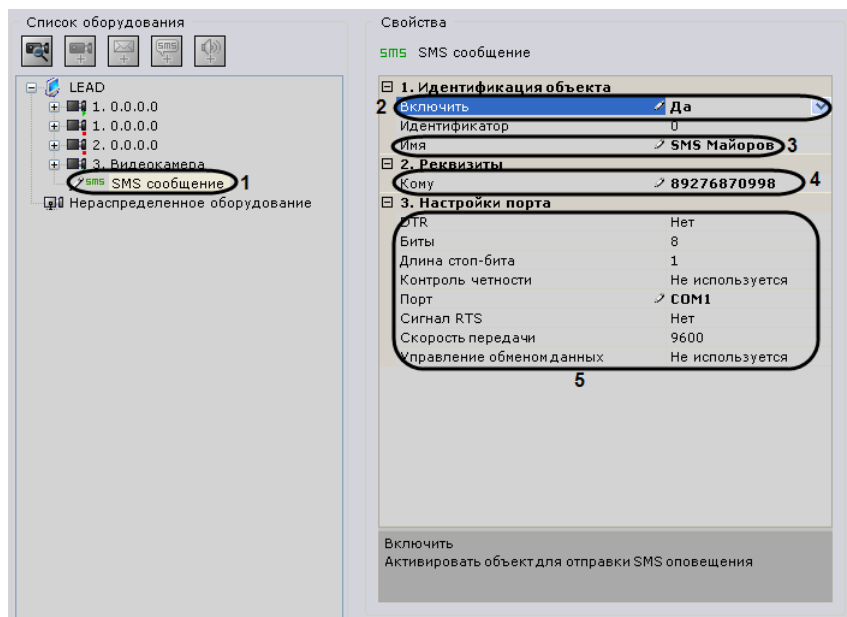 Список оборудования
sms
LEAD
1. 0.0.0.0
1. 0.0.0.0
2. 0.0.0.0
3. Видеокамера
sms SMS сообщение 1
Нераспределенное оборудование
Свойства
sms SMS сообщение
1. Идентификация объекта
2 Включить Да
Идентификатор 0
Имя SMS Майоров 3
2. Реквизиты
Кому 89276870998 4
3. Настройки порта
DTR Нет
Биты 8
Длина стоп-бита 1
Контроль четности Не используется
Порт COM1
Сигнал RTS Нет
Скорость передачи 9600
Управление обменом данных Не используется
5
Включить
Активировать объект для отправки SMS оповещения